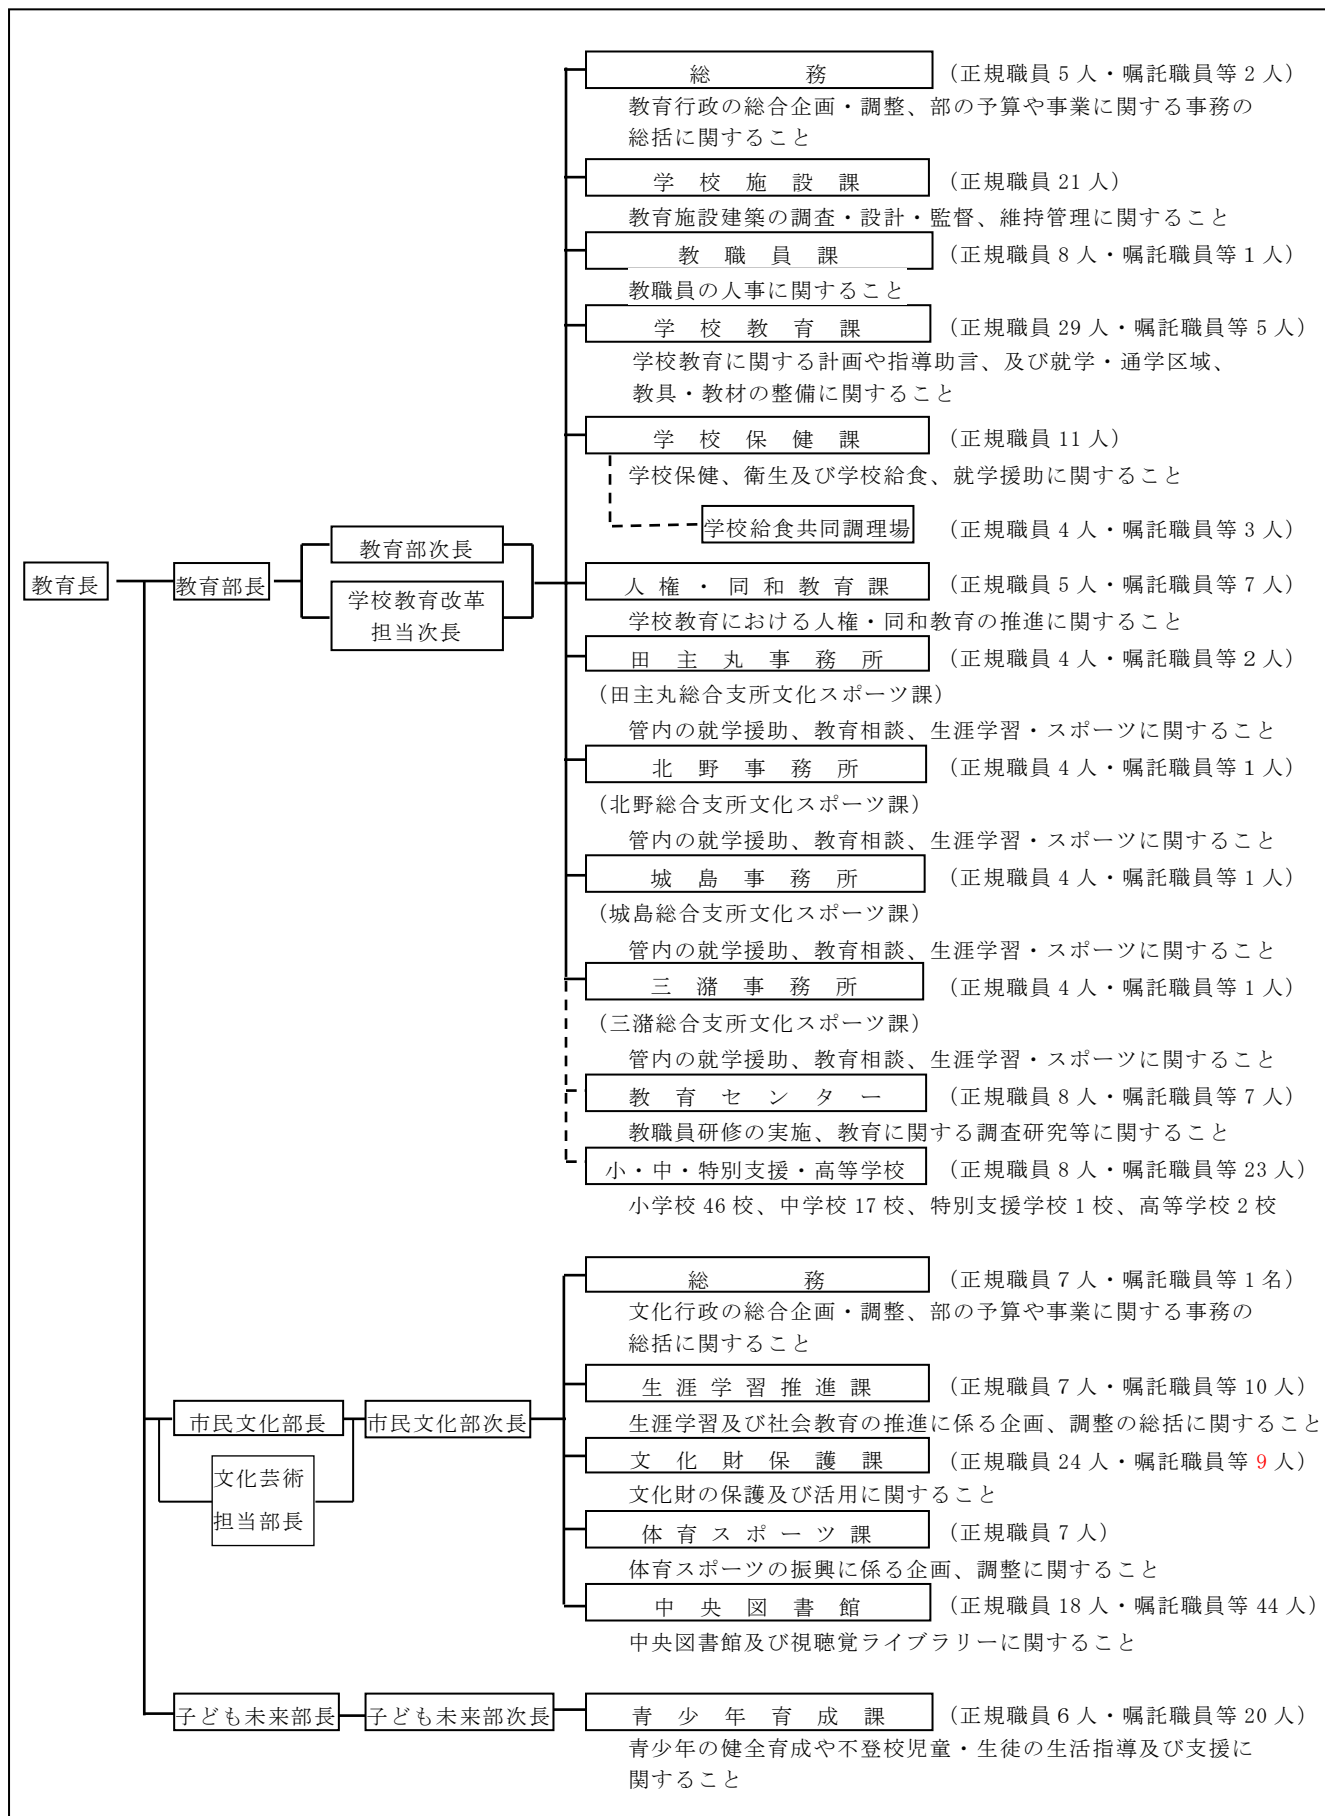 総務 （正規職員 5 人・嘱託職員等 2 人）
教育行政の総合企画・調整、部の予算や事業に関する事務の
総括に関すること
学校施設課 （正規職員 21 人）
教育施設建築の調査・設計・監督、維持管理に関すること
教職員課 （正規職員 8 人・嘱託職員等 1 人）
教職員の人事に関すること
学校教育課 （正規職員 29 人・嘱託職員等 5 人）
学校教育に関する計画や指導助言、及び就学・通学区域、
教具・教材の整備に関すること
学校保健課 （正規職員 11 人）
学校保健、衛生及び学校給食、就学援助に関すること
学校給食共同調理場 （正規職員 4 人・嘱託職員等 3 人）
教育長
教育部長
教育部次長
学校教育改革
担当次長
人権・同和教育課 （正規職員 5 人・嘱託職員等 7 人）
学校教育における人権・同和教育の推進に関すること
田主丸事務所 （正規職員 4 人・嘱託職員等 2 人）
（田主丸総合支所文化スポーツ課）
管内の就学援助、教育相談、生涯学習・スポーツに関すること
北野事務所 （正規職員 4 人・嘱託職員等 1 人）
（北野総合支所文化スポーツ課）
管内の就学援助、教育相談、生涯学習・スポーツに関すること
城島事務所 （正規職員 4 人・嘱託職員等 1 人）
（城島総合支所文化スポーツ課）
管内の就学援助、教育相談、生涯学習・スポーツに関すること
三潴事務所 （正規職員 4 人・嘱託職員等 1 人）
（三潴総合支所文化スポーツ課）
管内の就学援助、教育相談、生涯学習・スポーツに関すること
教育センター （正規職員 8 人・嘱託職員等 7 人）
教職員研修の実施、教育に関する調査研究等に関すること
小・中・特別支援・高等学校 （正規職員 8 人・嘱託職員等 23 人）
小学校 46 校、中学校 17 校、特別支援学校 1 校、高等学校 2 校
総務 （正規職員 7 人・嘱託職員等 1 名）
文化行政の総合企画・調整、部の予算や事業に関する事務の
総括に関すること
生涯学習推進課 （正規職員 7 人・嘱託職員等 10 人）
市民文化部長
市民文化部次長
生涯学習及び社会教育の推進に係る企画、調整の総括に関すること
文化財保護課 （正規職員 24 人・嘱託職員等 9 人）
文化芸術
担当部長
文化財の保護及び活用に関すること
体育スポーツ課 （正規職員 7 人）
体育スポーツの振興に係る企画、調整に関すること
中央図書館 （正規職員 18 人・嘱託職員等 44 人）
中央図書館及び視聴覚ライブラリーに関すること
子ども未来部長
子ども未来部次長
青少年育成課 （正規職員 6 人・嘱託職員等 20 人）
青少年の健全育成や不登校児童・生徒の生活指導及び支援に
関すること